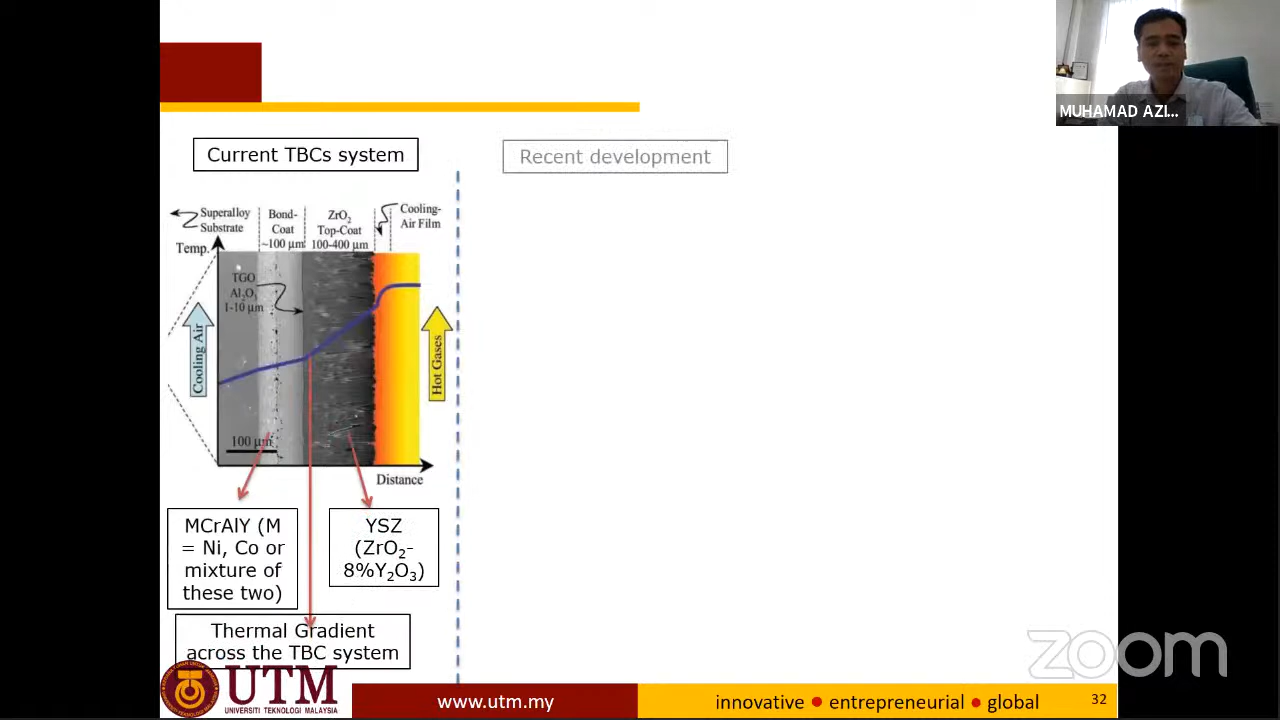 MUHAMAD AZI...
Current TBCs system
Recent development
Superalloy
Substrate
Bond-
Coat
~100 μm
ZrO₂
Top-Coat
100-400 μm
Cooling-
Air Film
Temp.
TGO
Al₂O₃
1-10 μm
Cooling Air
Hot Gases
100 μm
Distance
MCrAlY (M
= Ni, Co or
mixture of
these two)
YSZ
(ZrO₂-
8%Y₂O₃)
Thermal Gradient
across the TBC system
UTM
UNIVERSITI TEKNOLOGI MALAYSIA
www.utm.my
innovative ● entrepreneurial ● global
32
zoom